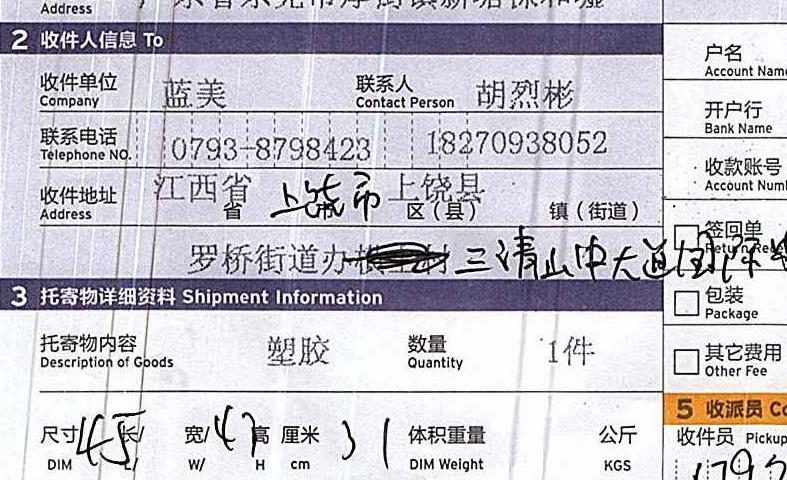 Address
2 收件人信息 To
收件单位 蓝美 联系人 胡烈彬
Company Contact Person
联系电话 0793-8798423 18270938052
Telephone NO.
收件地址 江西省 省 上饶市 上饶县 区(县) 镇(街道)
Address
罗桥街道办 三清山中大道国际
3 托寄物详细资料 Shipment Information
托寄物内容 塑胶 数量 1件
Description of Goods Quantity
尺寸 45 长/ 宽/ 47 高 厘米 31 体积重量 公斤
DIM L/ W/ H cm DIM Weight KGS
户名
Account Name
开户行
Bank Name
收款账号
Account Num
签回单
Return Rece
包装
Package
其它费用
Other Fee
5 收派员 Co
收件员 Pickup